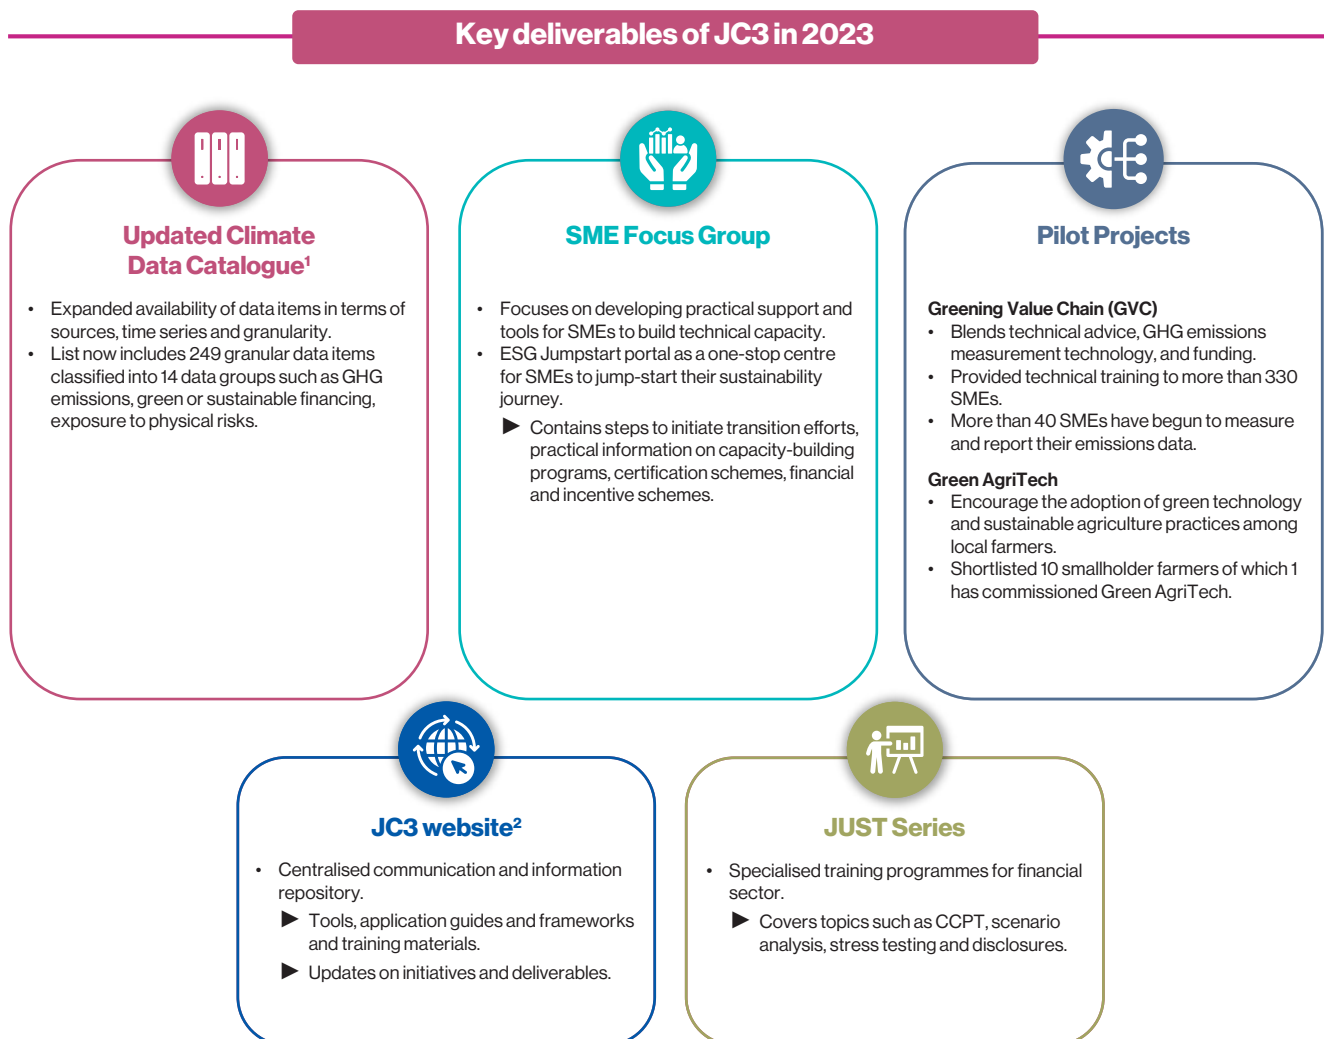 Key deliverables of JC3 in 2023
Updated Climate
Data Catalogue¹
• Expanded availability of data items in terms of
sources, time series and granularity.
• List now includes 249 granular data items
classified into 14 data groups such as GHG
emissions, green or sustainable financing,
exposure to physical risks.
SME Focus Group
• Focuses on developing practical support and
tools for SMEs to build technical capacity.
• ESG Jumpstart portal as a one-stop centre
for SMEs to jump-start their sustainability
journey.
► Contains steps to initiate transition efforts,
practical information on capacity-building
programs, certification schemes, financial
and incentive schemes.
Pilot Projects
Greening Value Chain (GVC)
• Blends technical advice, GHG emissions
measurement technology, and funding.
• Provided technical training to more than 330
SMEs.
• More than 40 SMEs have begun to measure
and report their emissions data.
Green AgriTech
• Encourage the adoption of green technology
and sustainable agriculture practices among
local farmers.
• Shortlisted 10 smallholder farmers of which 1
has commissioned Green AgriTech.
JC3 website²
• Centralised communication and information
repository.
► Tools, application guides and frameworks
and training materials.
► Updates on initiatives and deliverables.
JUST Series
• Specialised training programmes for financial
sector.
► Covers topics such as CCPT, scenario
analysis, stress testing and disclosures.